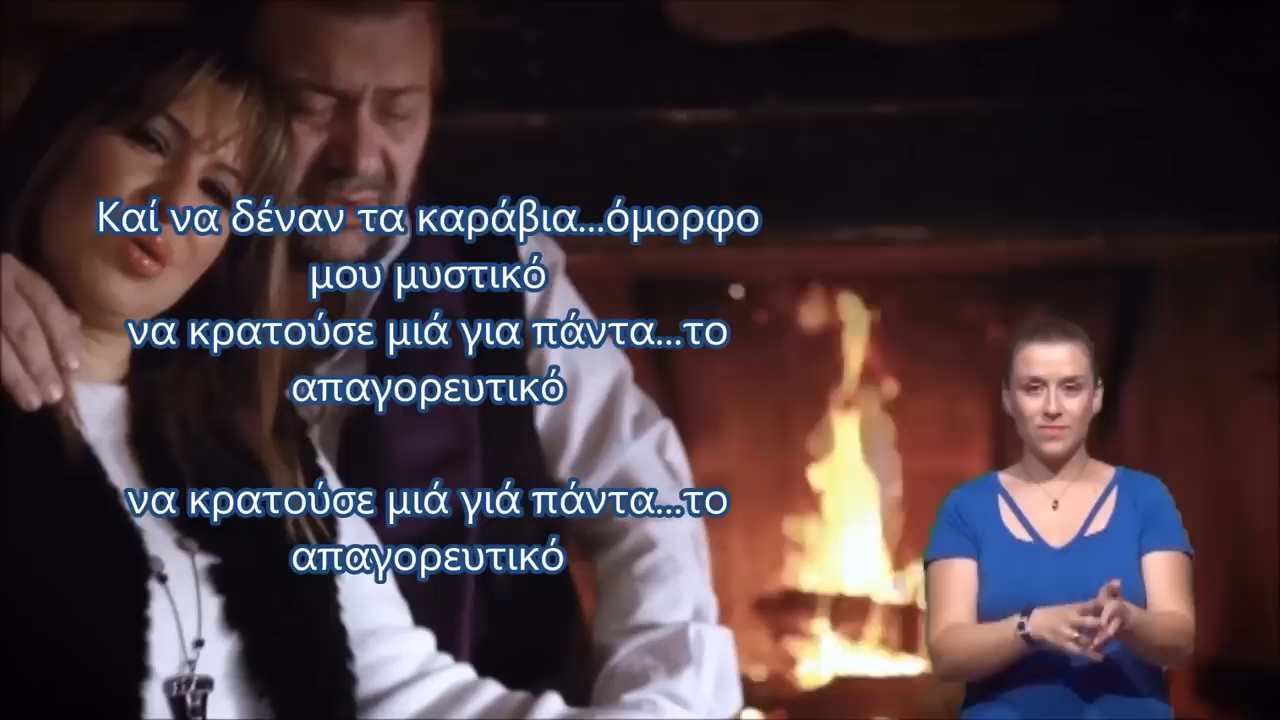 Καί να δέναν τα καράβια...όμορφο
μου μυστικό
να κρατούσε μιά για πάντα...το
απαγορευτικό
να κρατούσε μιά γιά πάντα...το
απαγορευτικό